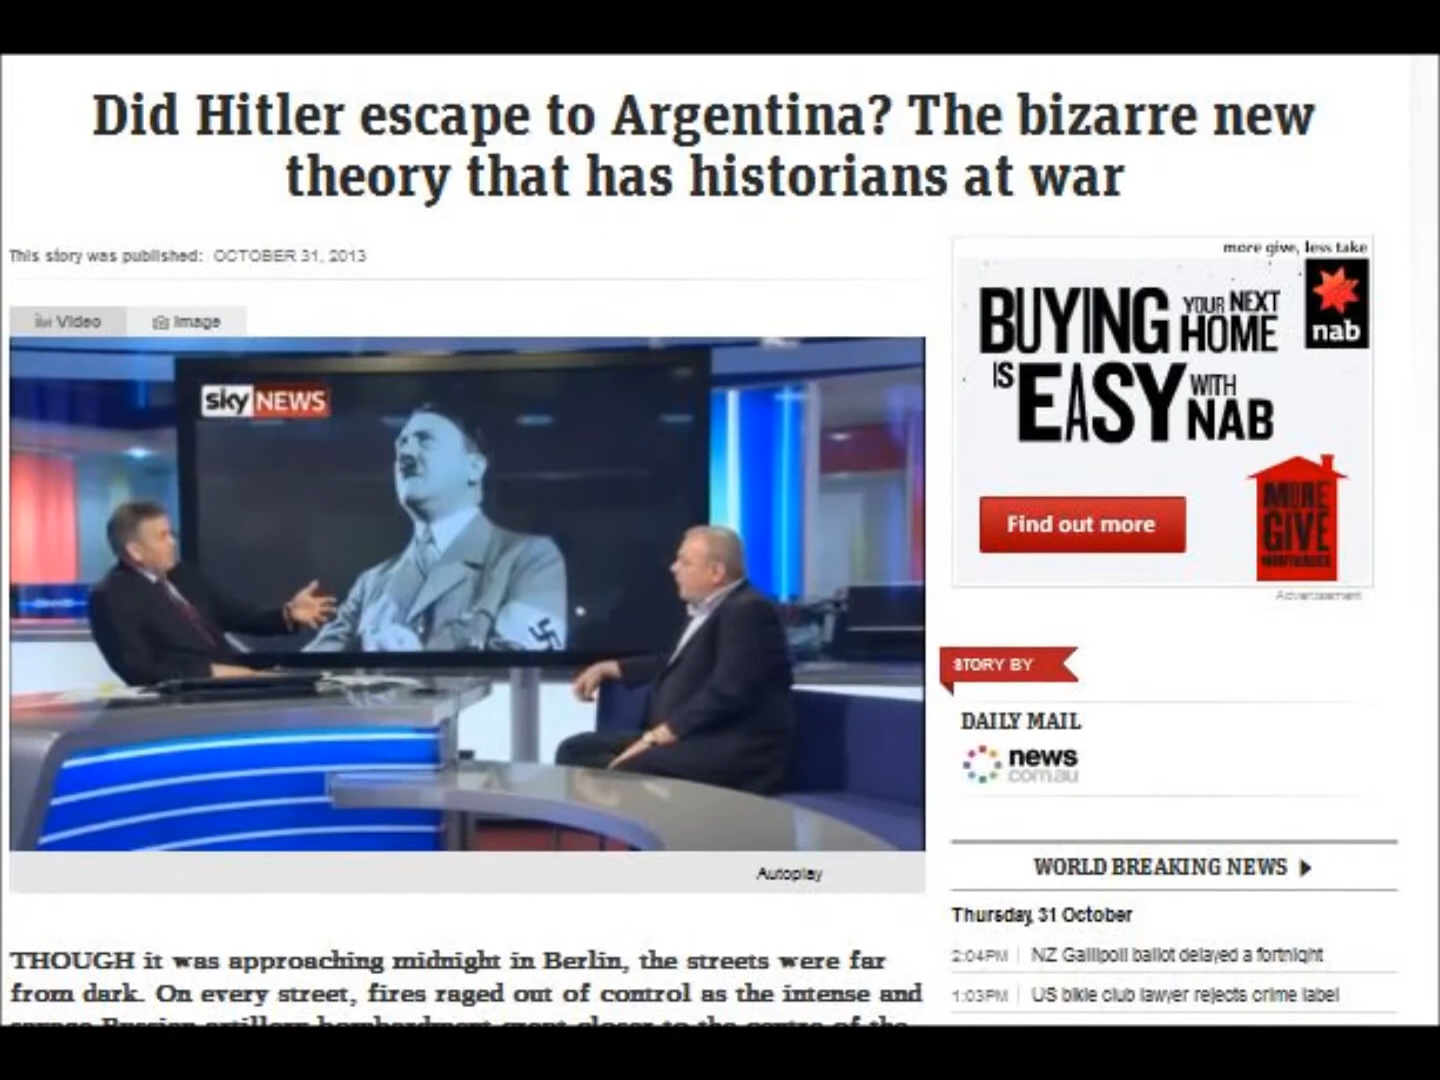 Did Hitler escape to Argentina? The bizarre new
theory that has historians at war
This story was published: OCTOBER 31, 2013
Video
Image
sky NEWS
Autoplay
THOUGH it was approaching midnight in Berlin, the streets were far
from dark. On every street, fires raged out of control as the intense and
more give, less take
BUYING YOUR NEXT HOME
IS EASY WITH NAB
nab
Find out more
MORE
GIVE
Advertisement
STORY BY
DAILY MAIL
news
com.au
WORLD BREAKING NEWS
Thursday, 31 October
2:04PM NZ Gallipoli ballot delayed a fortnight
1:03PM US bikie club lawyer rejects crime label